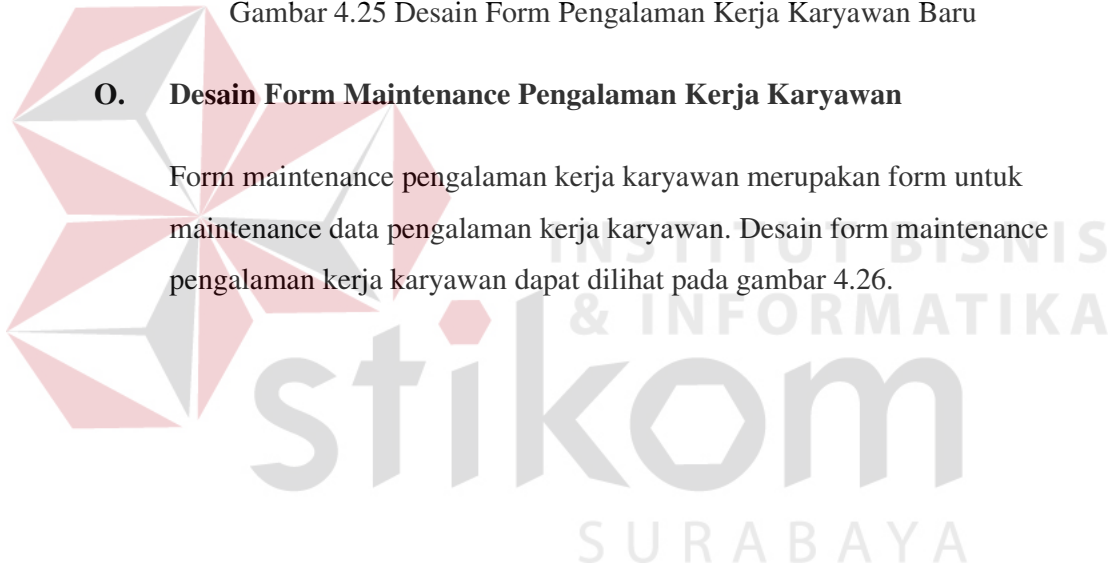 Gambar 4.25 Desain Form Pengalaman Kerja Karyawan Baru
O. Desain Form Maintenance Pengalaman Kerja Karyawan
Form maintenance pengalaman kerja karyawan merupakan form untuk
maintenance data pengalaman kerja karyawan. Desain form maintenance
pengalaman kerja karyawan dapat dilihat pada gambar 4.26.
INSTITUT BISNIS
& INFORMATIKA
stikom
SURABAYA